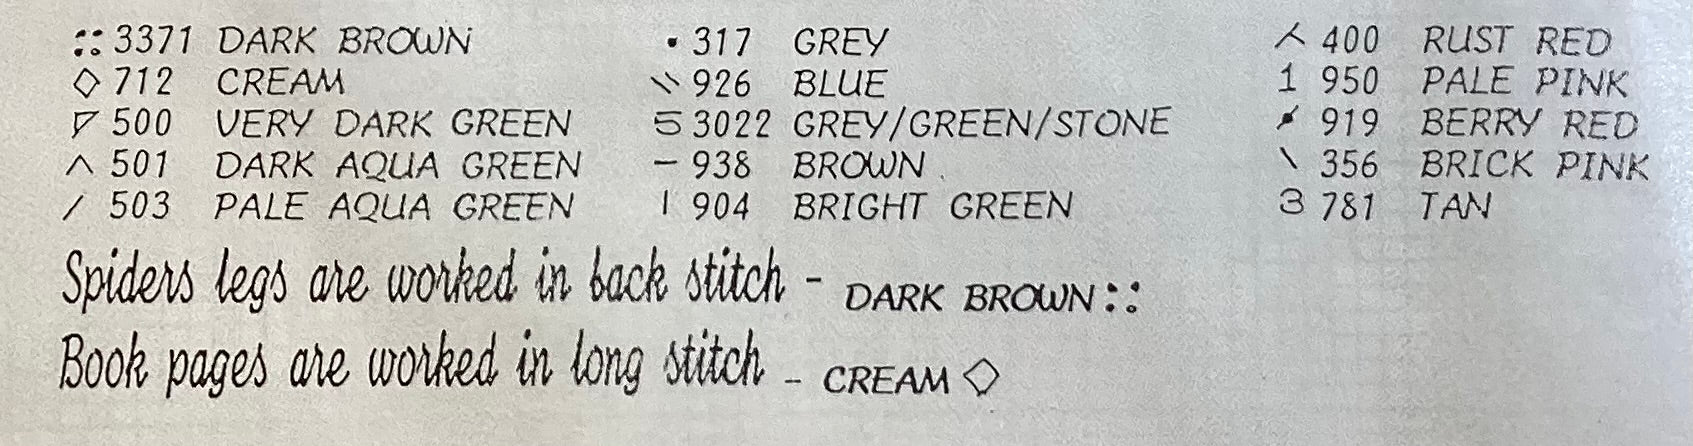 :: 3371 DARK BROWN • 317 GREY ⅄ 400 RUST RED
◇ 712 CREAM \\ 926 BLUE 1 950 PALE PINK
▽ 500 VERY DARK GREEN 5 3022 GREY/GREEN/STONE 919 BERRY RED
∧ 501 DARK AQUA GREEN — 938 BROWN \ 356 BRICK PINK
/ 503 PALE AQUA GREEN | 904 BRIGHT GREEN 3 781 TAN
Spiders legs are worked in back stitch - DARK BROWN ::
Book pages are worked in long stitch - CREAM ◇